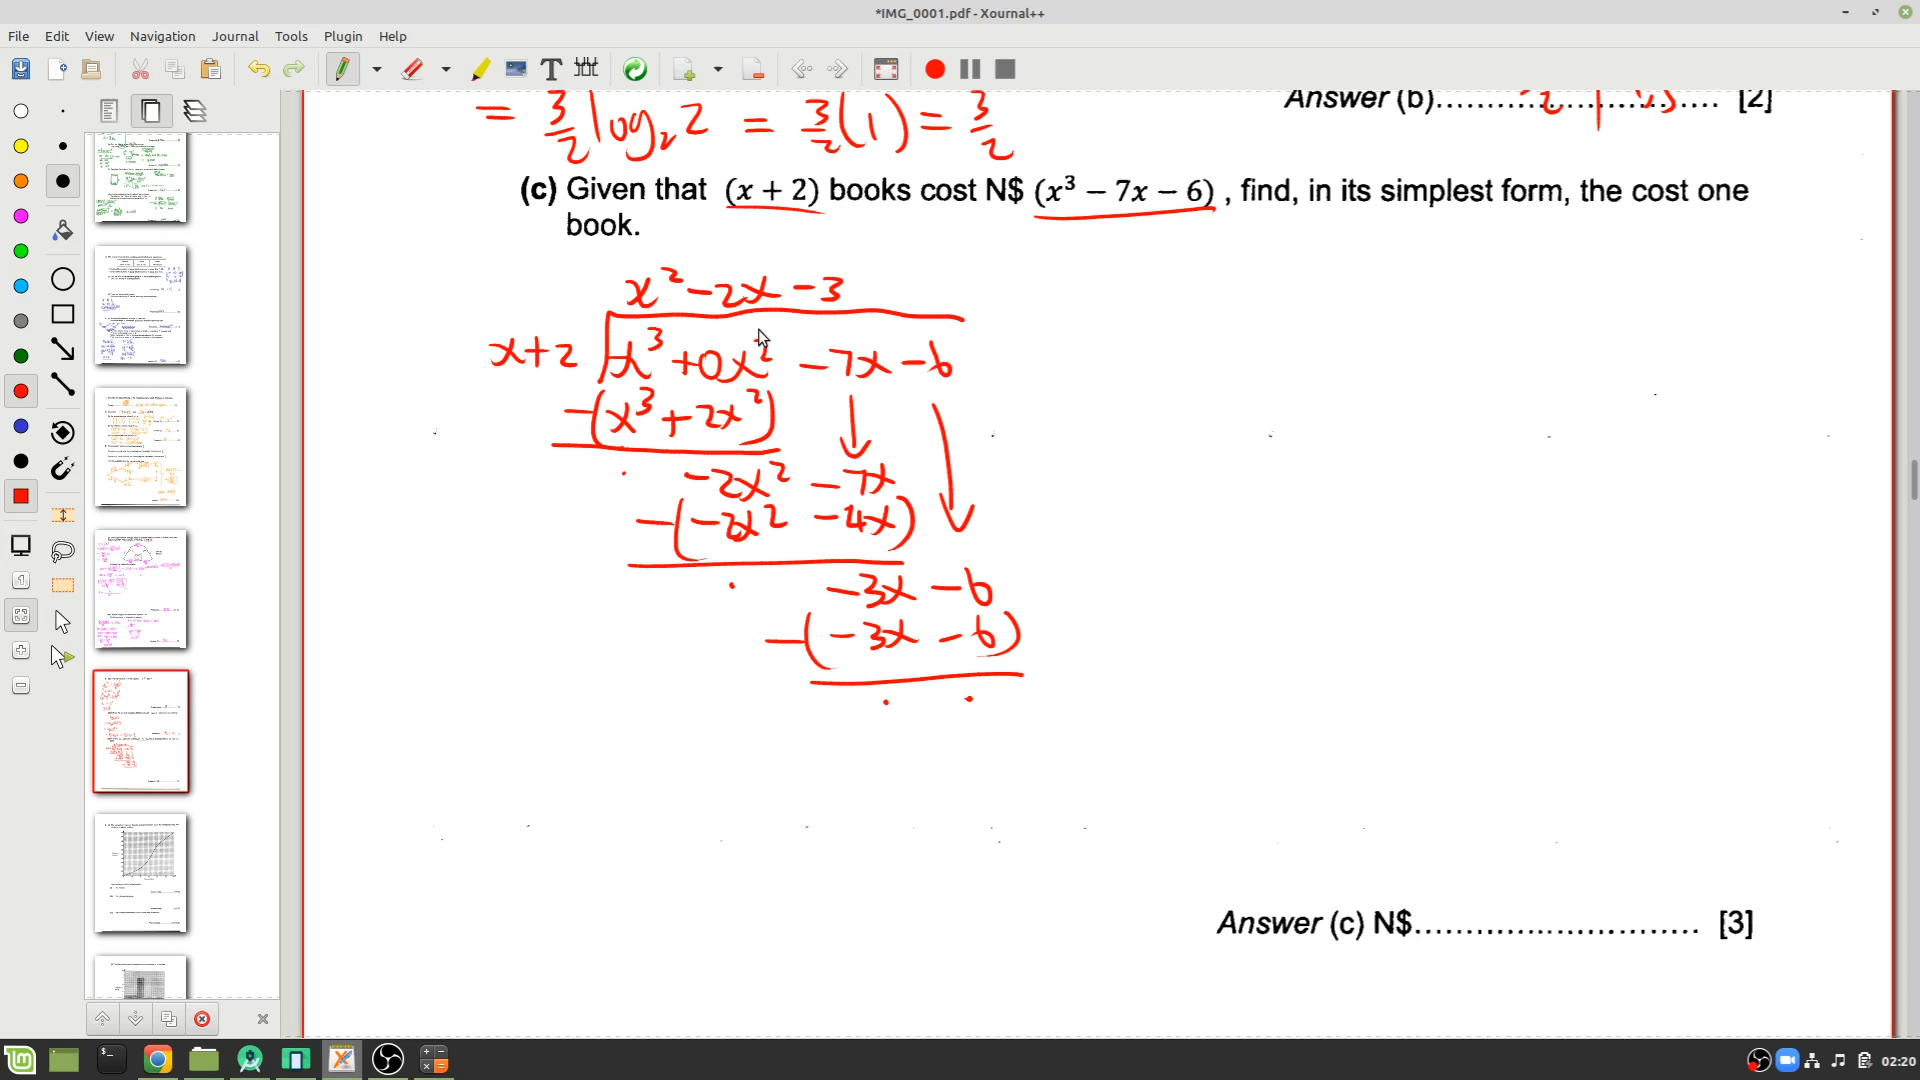 *IMG_0001.pdf - Xournal++
File Edit View Navigation Journal Tools Plugin Help
= 3/2 log₂ 2 = 3/2 (1) = 3/2
Answer (b)................................ [2]
(c) Given that (x + 2) books cost N$ (x³ − 7x − 6) , find, in its simplest form, the cost one
book.
x² − 2x − 3
x+2 x³ + 0x² − 7x − 6
−(x³ + 2x²)
−2x² − 7x
−(−2x² − 4x)
−3x − 6
−(−3x − 6)
Answer (c) N$............................ [3]
02:20